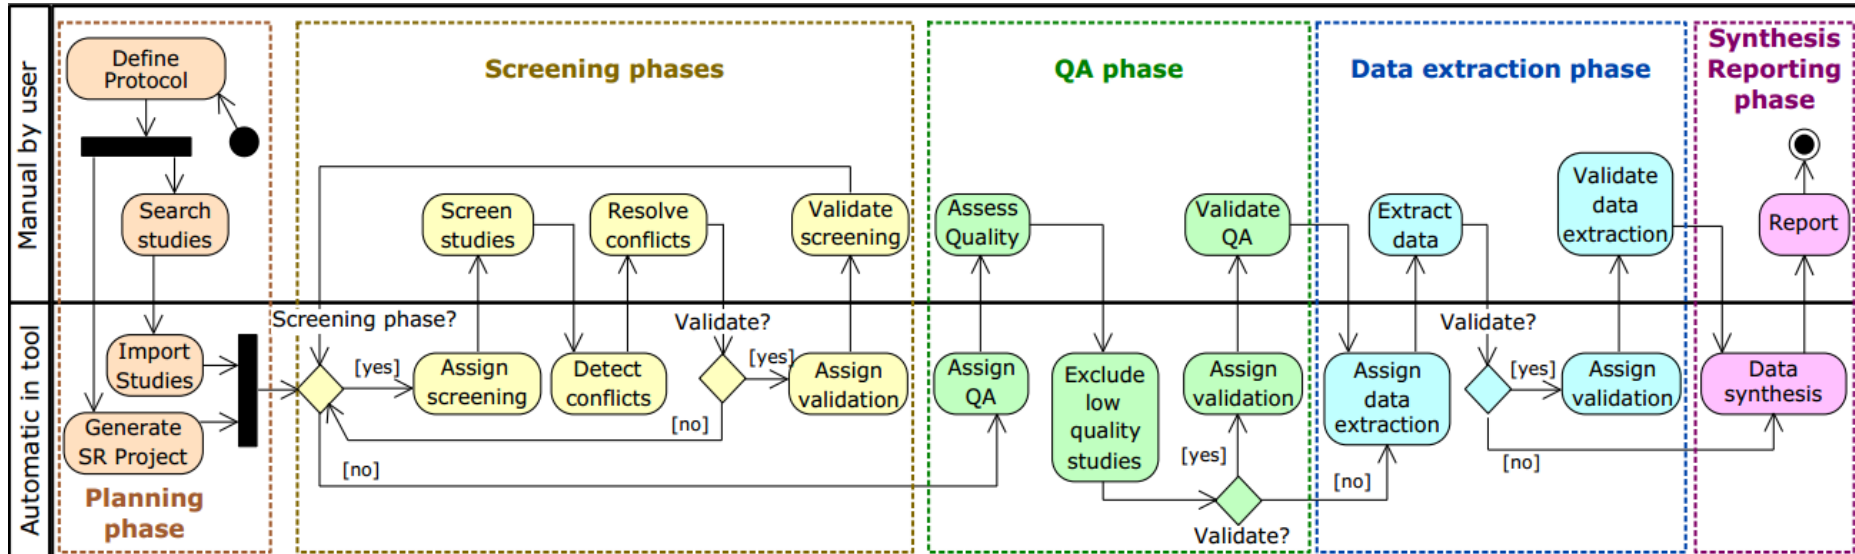 Manual by user
Automatic in tool
Define
Protocol
Search
studies
Import
Studies
Generate
SR Project
Planning
phase
Screening phases
Screen
studies
Resolve
conflicts
Validate
screening
Screening phase?
[yes]
Assign
screening
Detect
conflicts
Validate?
[yes]
Assign
validation
[no]
[no]
QA phase
Assess
Quality
Validate
QA
Assign
QA
Exclude
low
quality
studies
Assign
validation
[yes]
Validate?
[no]
Data extraction phase
Extract
data
Validate
data
extraction
Validate?
Assign
data
extraction
[yes]
Assign
validation
[no]
Synthesis
Reporting
phase
Report
Data
synthesis